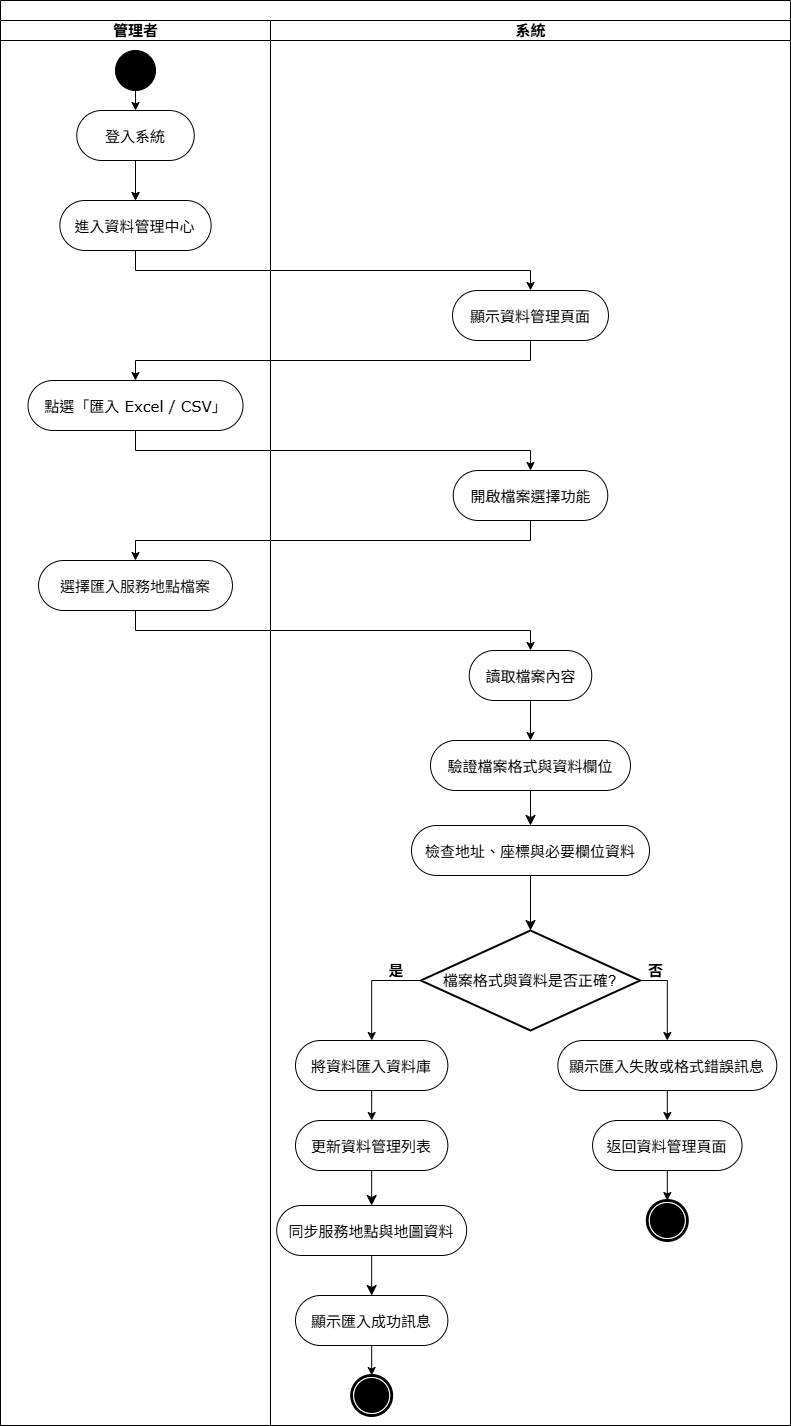 管理者
系統
登入系統
進入資料管理中心
顯示資料管理頁面
點選「匯入 Excel / CSV」
開啟檔案選擇功能
選擇匯入服務地點檔案
讀取檔案內容
驗證檔案格式與資料欄位
檢查地址、座標與必要欄位資料
檔案格式與資料是否正確?
是
否
將資料匯入資料庫
顯示匯入失敗或格式錯誤訊息
更新資料管理列表
返回資料管理頁面
同步服務地點與地圖資料
顯示匯入成功訊息